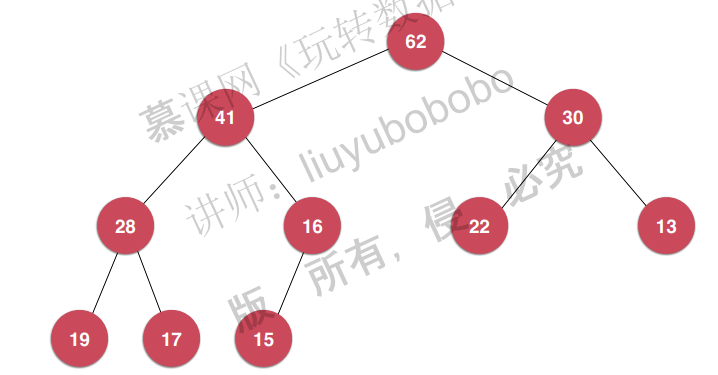 62
41 30
28 16 22 13
19 17 15
慕课网《玩转数据
讲师：liuyubobobo
版 所有，侵 必究